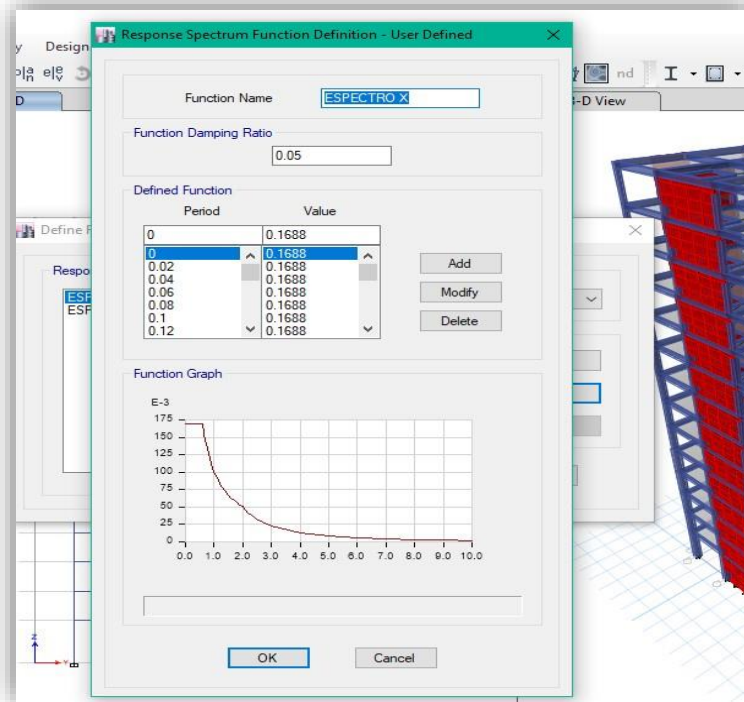 Response Spectrum Function Definition - User Defined
Design
nd
3-D View
Function Name
ESPECTRO X
Function Damping Ratio
0.05
Defined Function
Period Value
0 0.1688
0 0.1688
0.02 0.1688
0.04 0.1688
0.06 0.1688
0.08 0.1688
0.1 0.1688
0.12 0.1688
Add
Modify
Delete
Define
Respo
ESP
ESP
Function Graph
E-3
175
150
125
100
75
50
25
0
0.0 1.0 2.0 3.0 4.0 5.0 6.0 7.0 8.0 9.0 10.0
OK Cancel
Z
Y